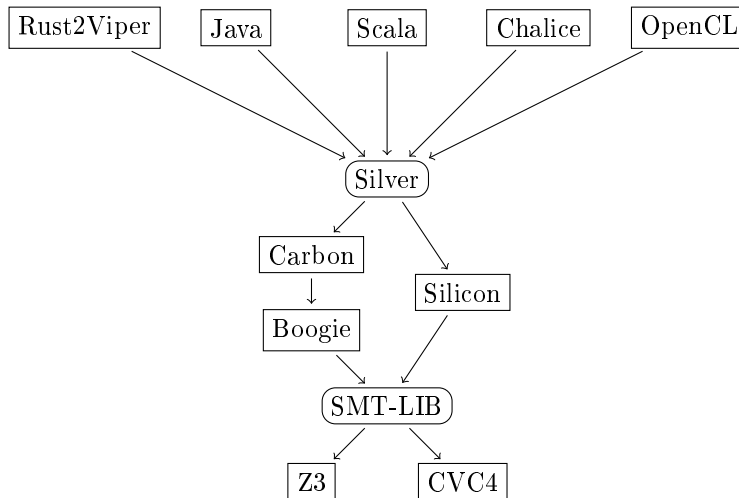 Rust2Viper
Java
Scala
Chalice
OpenCL
Silver
Carbon
Silicon
Boogie
SMT-LIB
Z3
CVC4